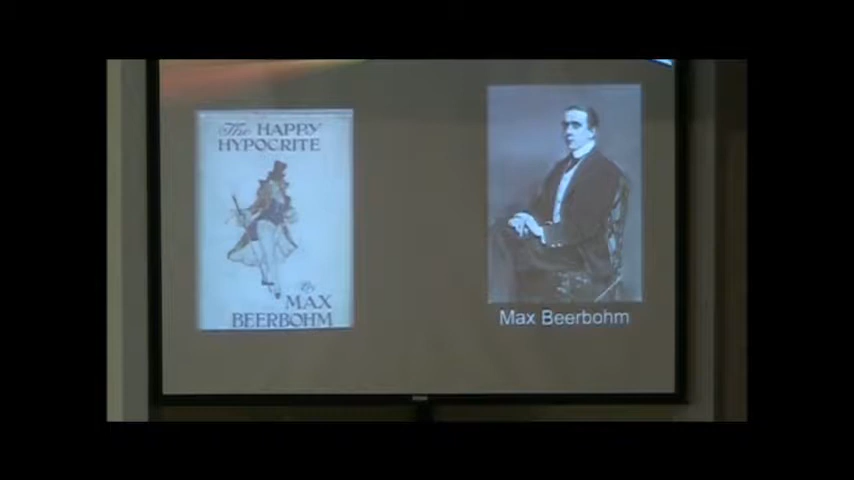 The HAPPY
HYPOCRITE
By
MAX
BEERBOHM
Max Beerbohm